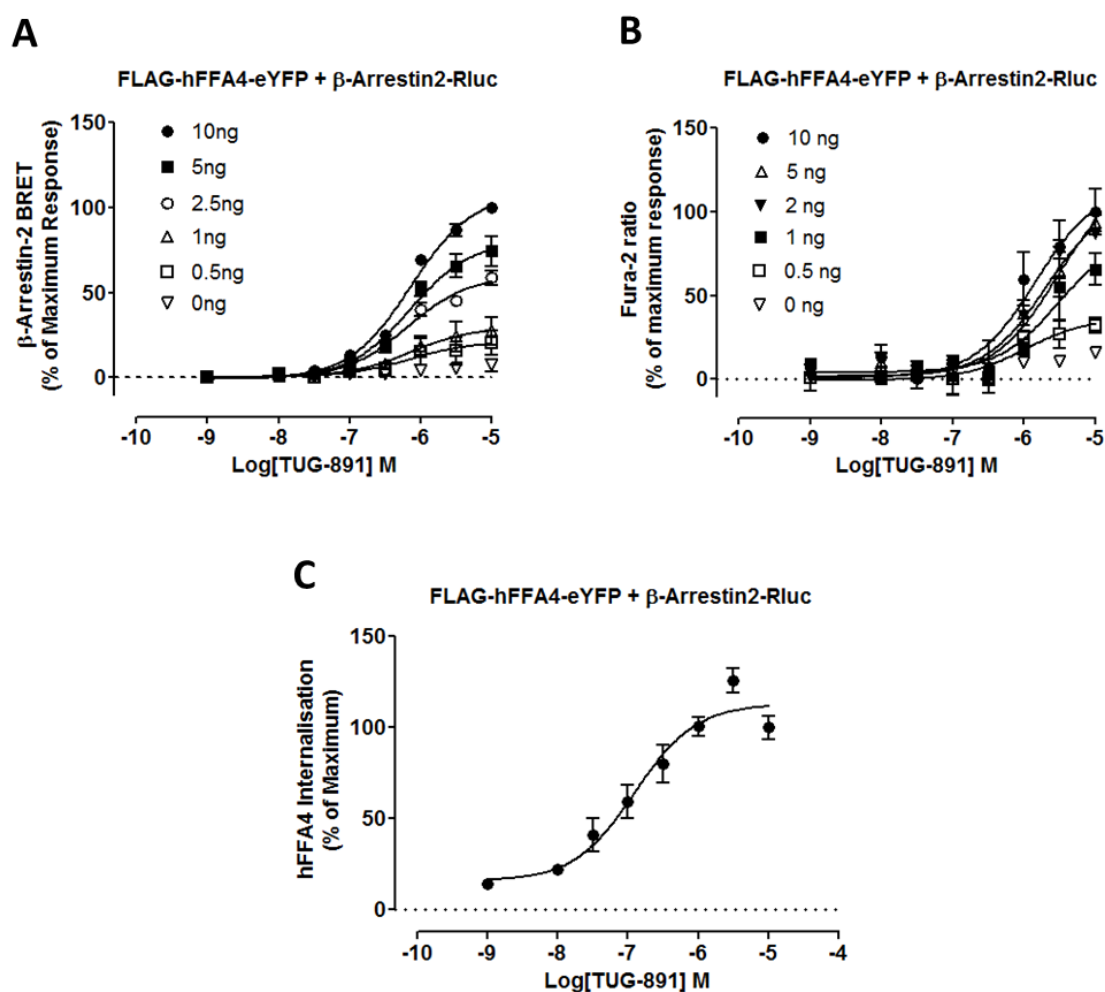 A
FLAG-hFFA4-eYFP + β-Arrestin2-Rluc
β-Arrestin-2 BRET
(% of Maximum Response)
150
100
50
0
10ng
5ng
2.5ng
1ng
0.5ng
0ng
-10 -9 -8 -7 -6 -5
Log[TUG-891] M
B
FLAG-hFFA4-eYFP + β-Arrestin2-Rluc
Fura-2 ratio
(% of maximum response)
150
100
50
0
10 ng
5 ng
2 ng
1 ng
0.5 ng
0 ng
-10 -9 -8 -7 -6 -5
Log[TUG-891] M
C
FLAG-hFFA4-eYFP + β-Arrestin2-Rluc
hFFA4 Internalisation
(% of Maximum)
150
100
50
0
-10 -9 -8 -7 -6 -5 -4
Log[TUG-891] M